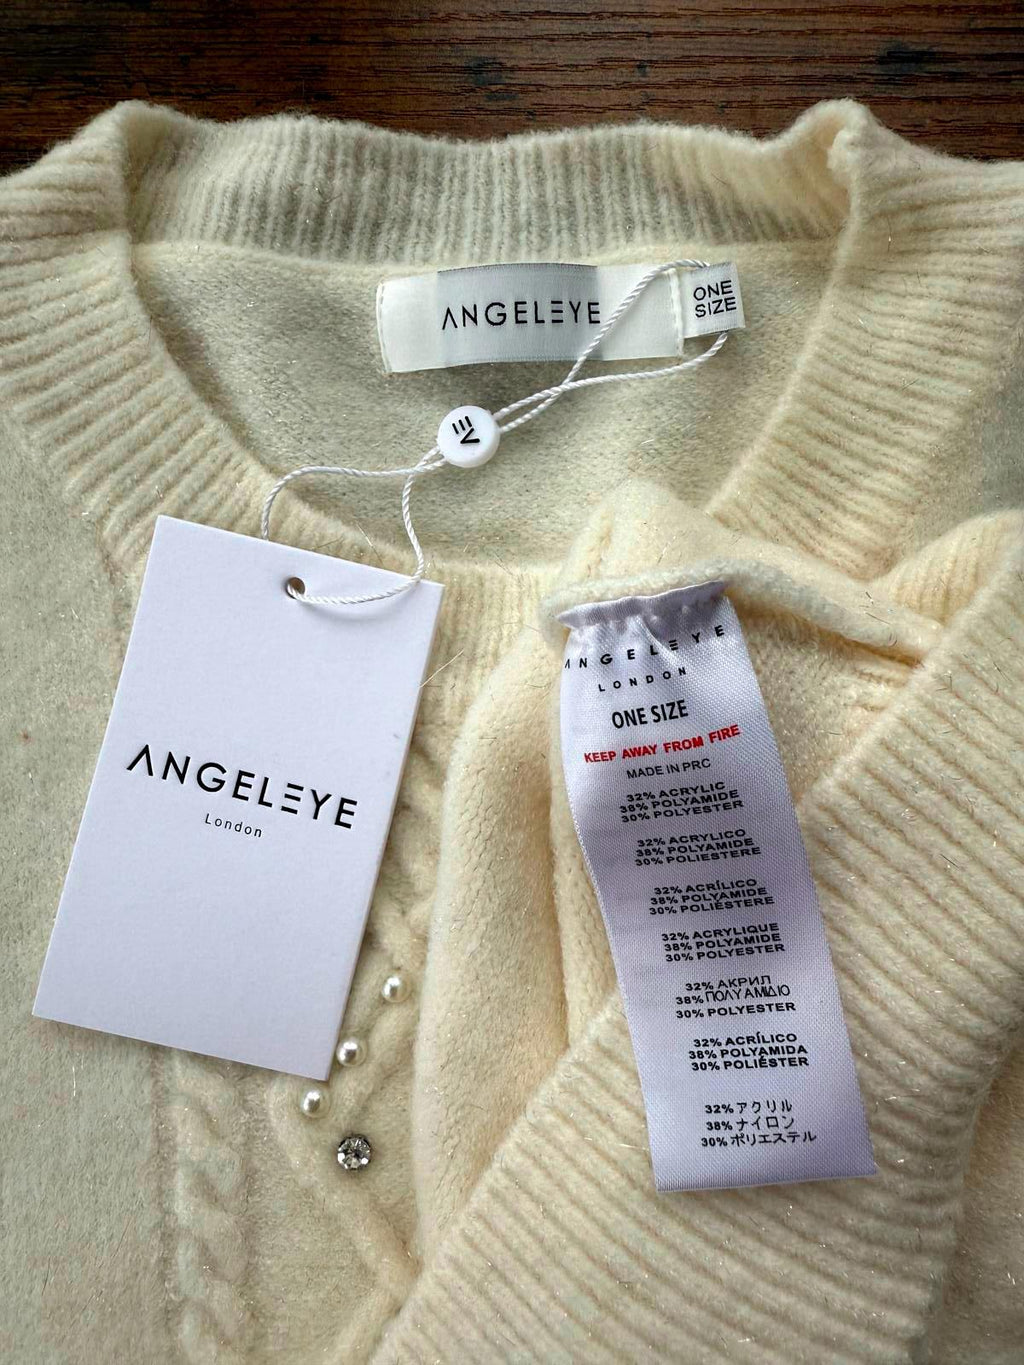 ANGELEYE
ONE
SIZE
ANGELEYE
London
ANGELEYE
LONDON
ONE SIZE
KEEP AWAY FROM FIRE
MADE IN PRC
32% ACRYLIC
38% POLYAMIDE
30% POLYESTER
32% ACRYLICO
38% POLYAMIDE
30% POLIESTERE
32% ACRÍLICO
38% POLYAMIDE
30% POLIÉSTERE
32% ACRYLIQUE
38% POLYAMIDE
30% POLYESTER
32% АКРИЛ
38% ΠΟΛΥΑΜΙΔΙΟ
30% POLYESTER
32% ACRÍLICO
38% POLYAMIDA
30% POLIÉSTER
32% アクリル
38% ナイロン
30% ポリエステル